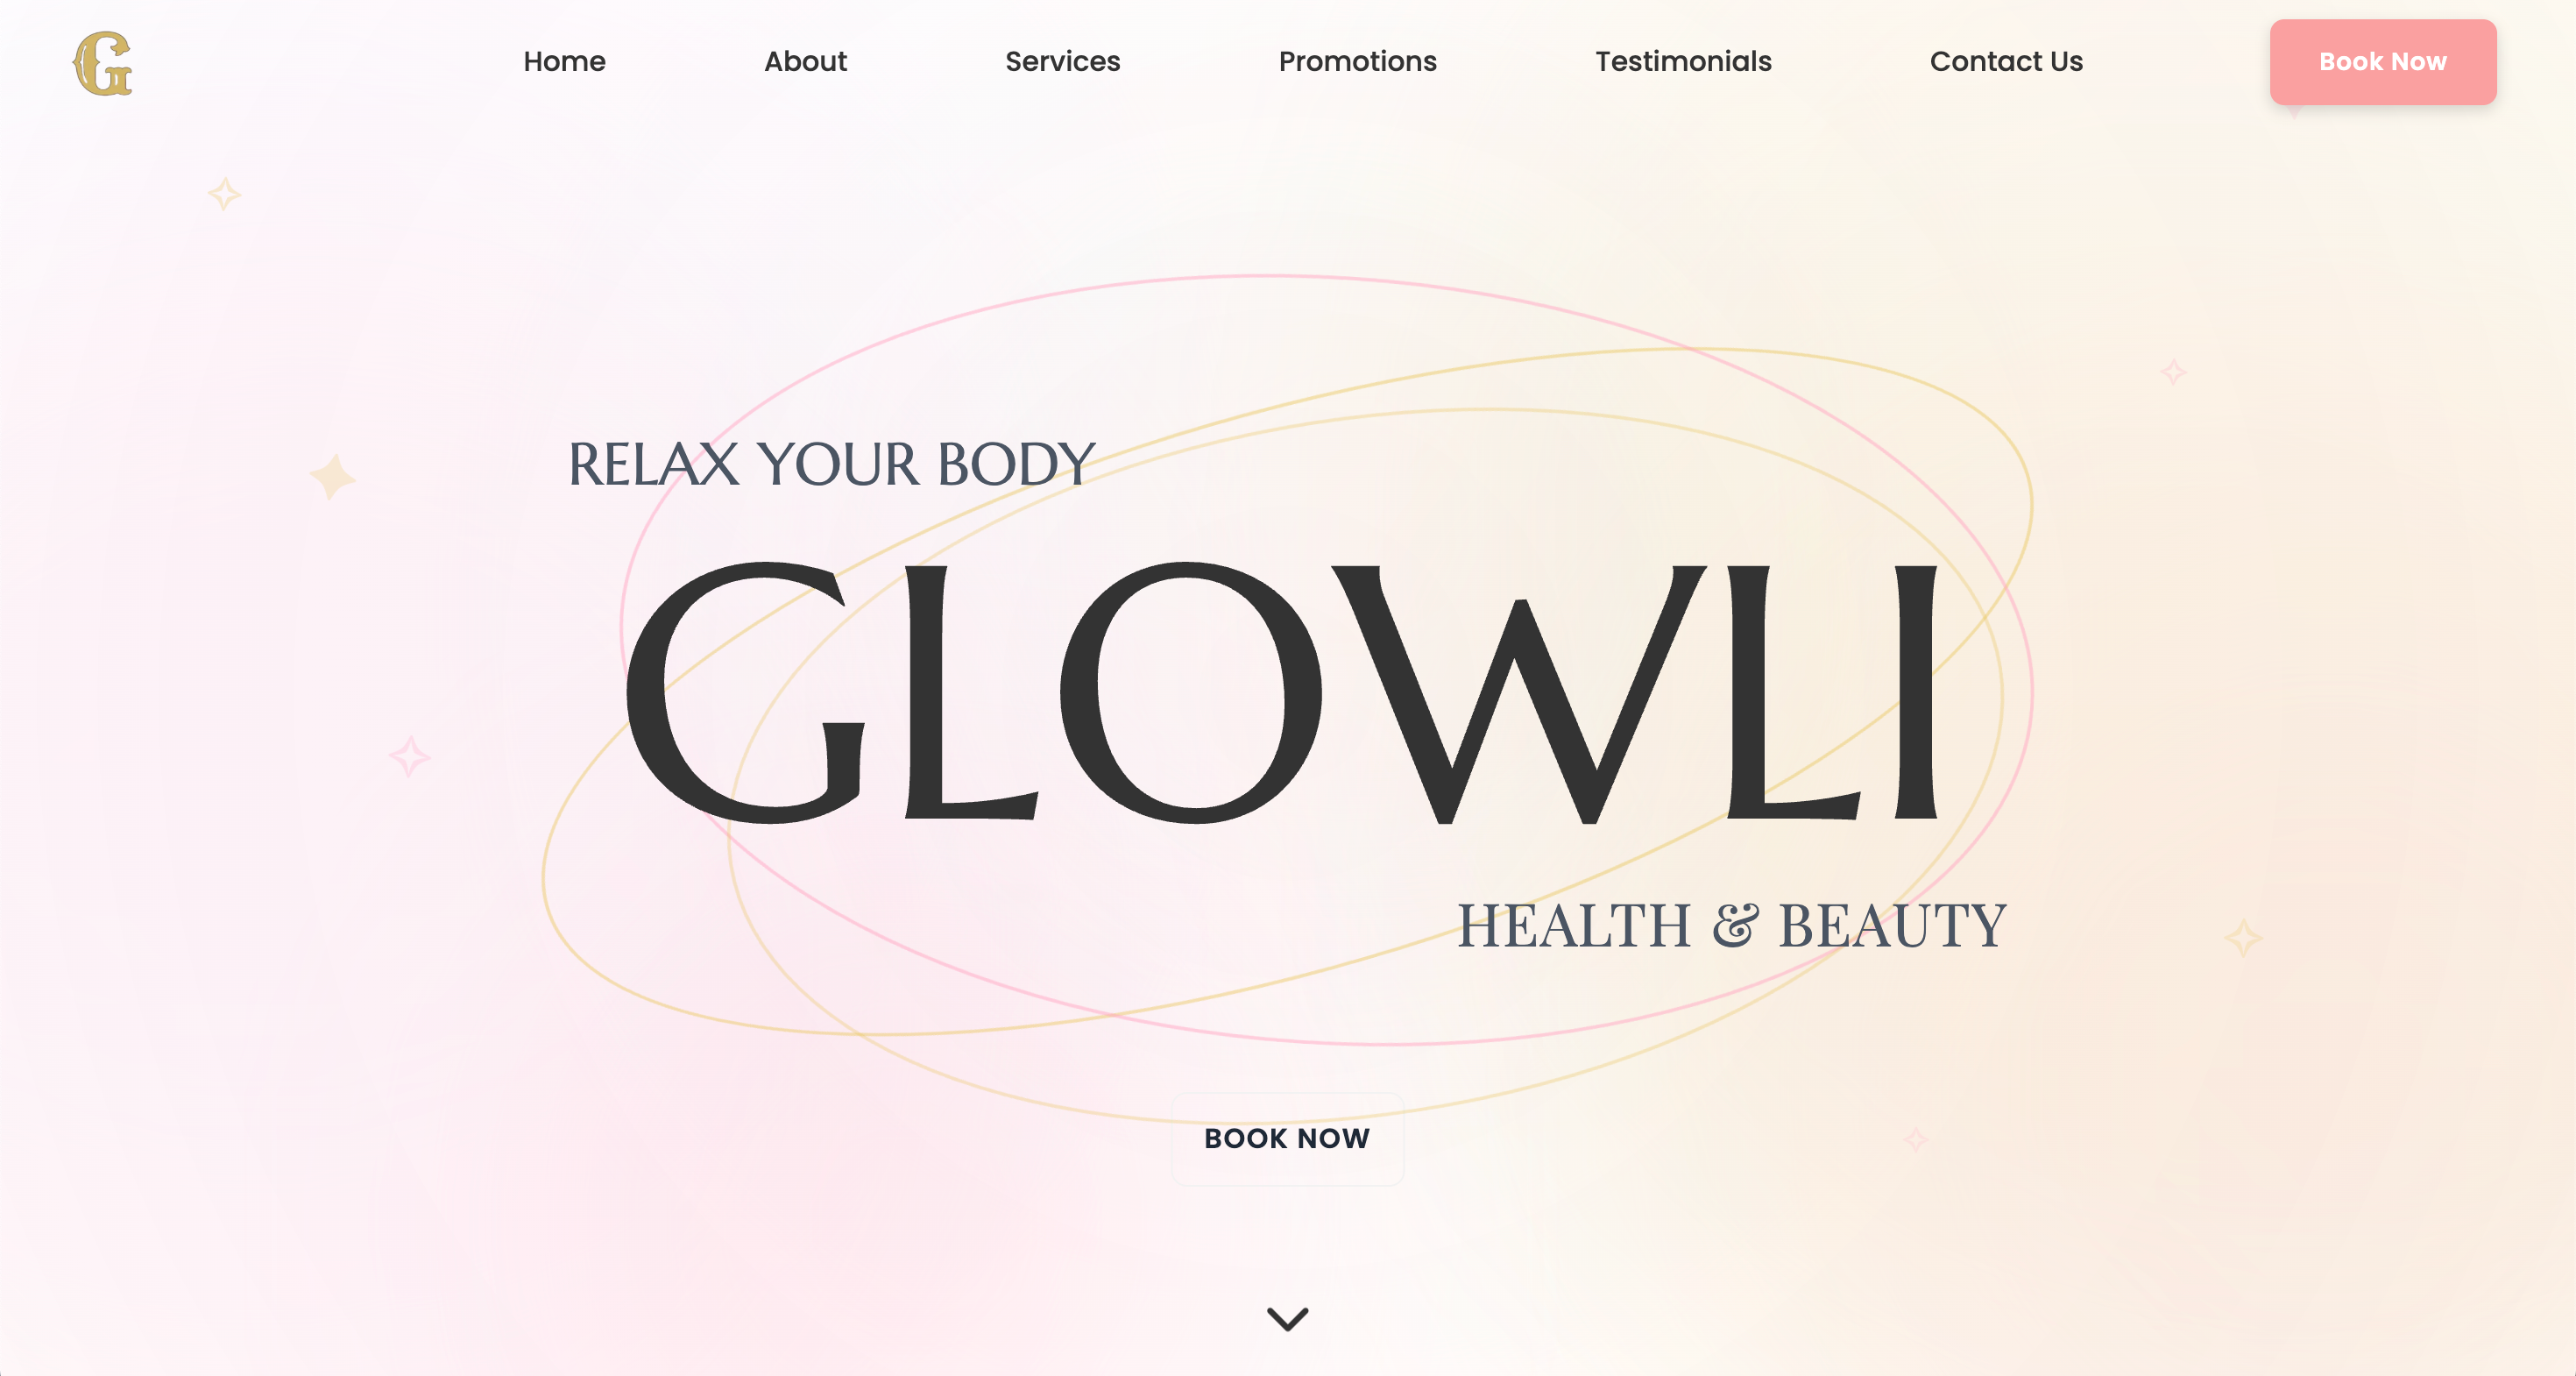 G
Home About Services Promotions Testimonials Contact Us Book Now
RELAX YOUR BODY
GLOWLI
HEALTH & BEAUTY
BOOK NOW